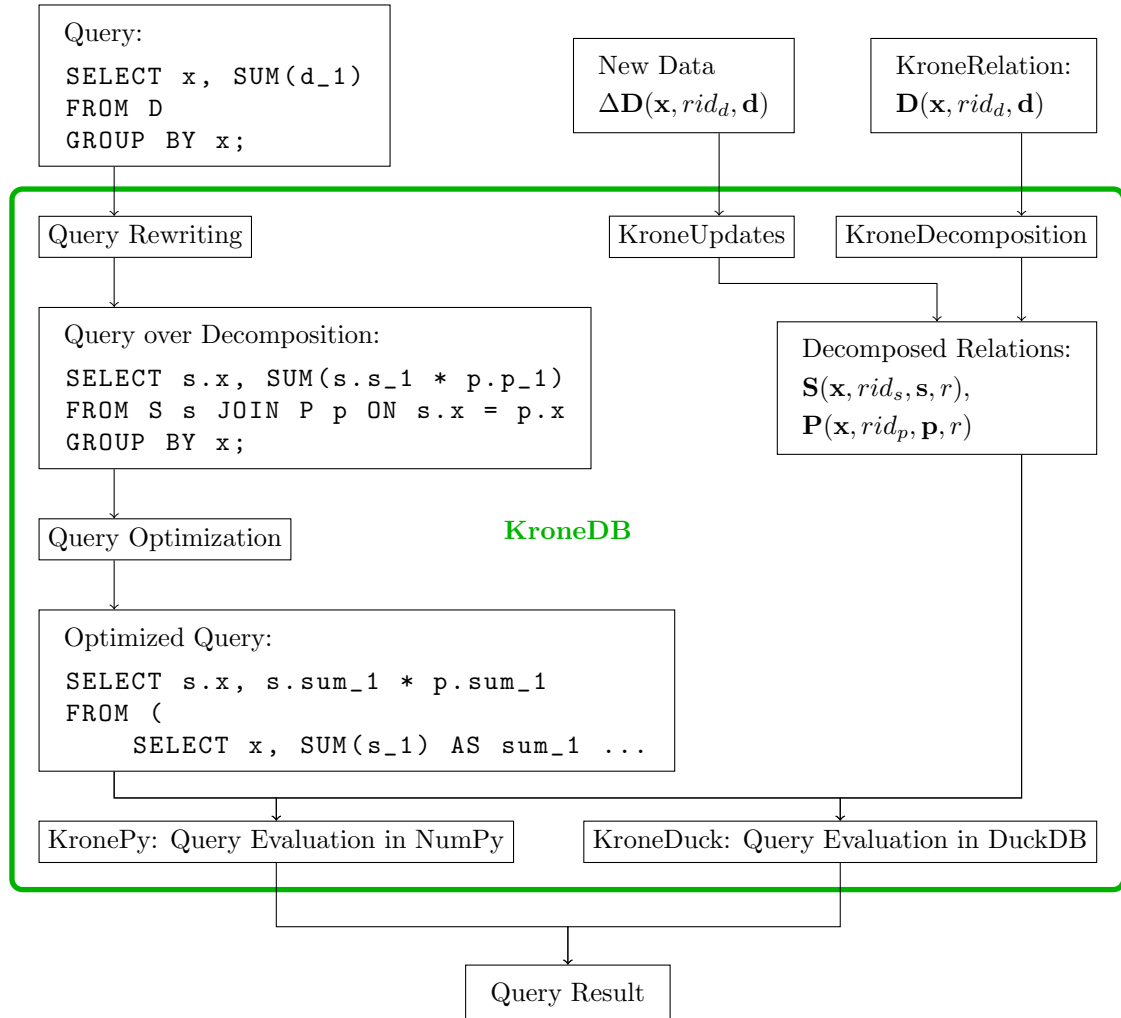 Query:
SELECT x, SUM(d_1)
FROM D
GROUP BY x;
New Data
ΔD(x, rid_d, d)
KroneRelation:
D(x, rid_d, d)
Query Rewriting
KroneUpdates
KroneDecomposition
Query over Decomposition:
SELECT s.x, SUM(s.s_1 * p.p_1)
FROM S s JOIN P p ON s.x = p.x
GROUP BY x;
Decomposed Relations:
S(x, rid_s, s, r),
P(x, rid_p, p, r)
Query Optimization
KroneDB
Optimized Query:
SELECT s.x, s.sum_1 * p.sum_1
FROM (
    SELECT x, SUM(s_1) AS sum_1 ...
KronePy: Query Evaluation in NumPy
KroneDuck: Query Evaluation in DuckDB
Query Result